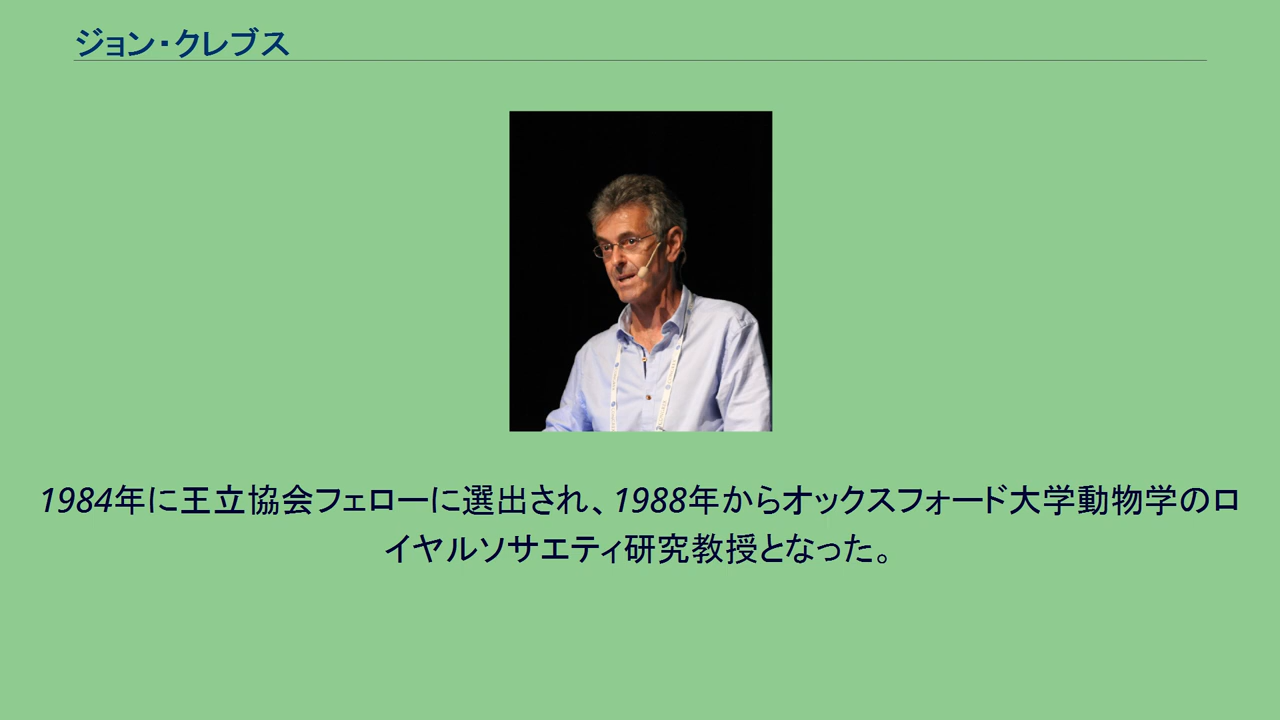 ジョン・クレブス
1984年に王立協会フェローに選出され、1988年からオックスフォード大学動物学のロ
イヤルソサエティ研究教授となった。